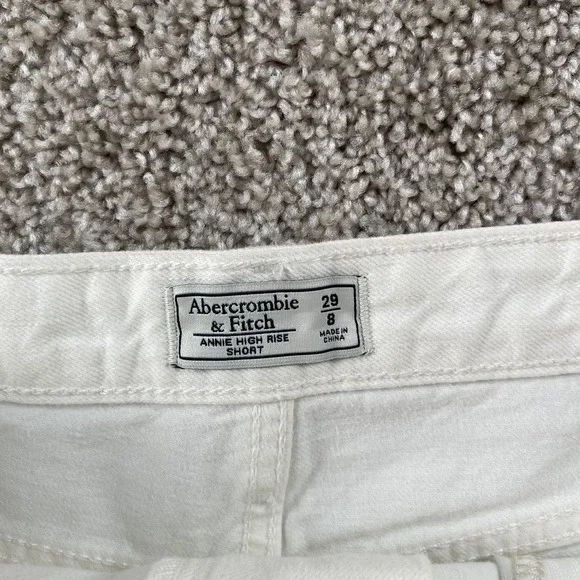 Abercrombie
& Fitch
ANNIE HIGH RISE
SHORT
29
8
MADE IN
CHINA